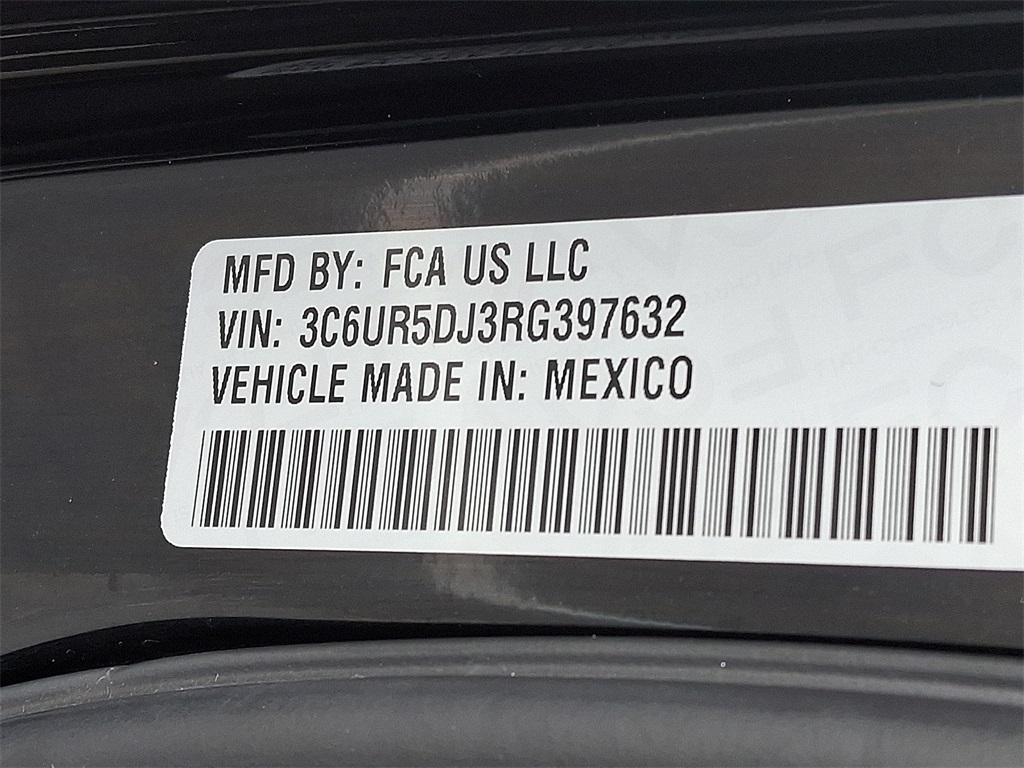 MFD BY: FCA US LLC
VIN: 3C6UR5DJ3RG397632
VEHICLE MADE IN: MEXICO